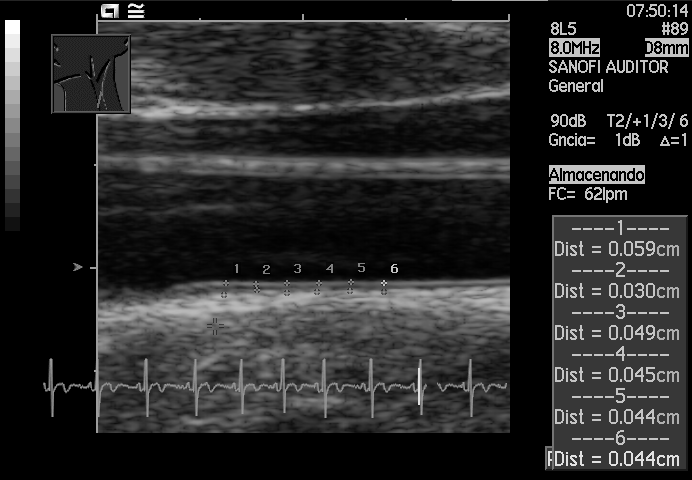 07:50:14
8L5 #89
8.0MHz D8mm
SANOFI AUDITOR
General
90dB T2/+1/3/ 6
Gncia= 1dB Δ=1
Almacenando
FC= 62lpm
1 2 3 4 5 6
----1----
Dist = 0.059cm
----2----
Dist = 0.030cm
----3----
Dist = 0.049cm
----4----
Dist = 0.045cm
----5----
Dist = 0.044cm
----6----
Dist = 0.044cm